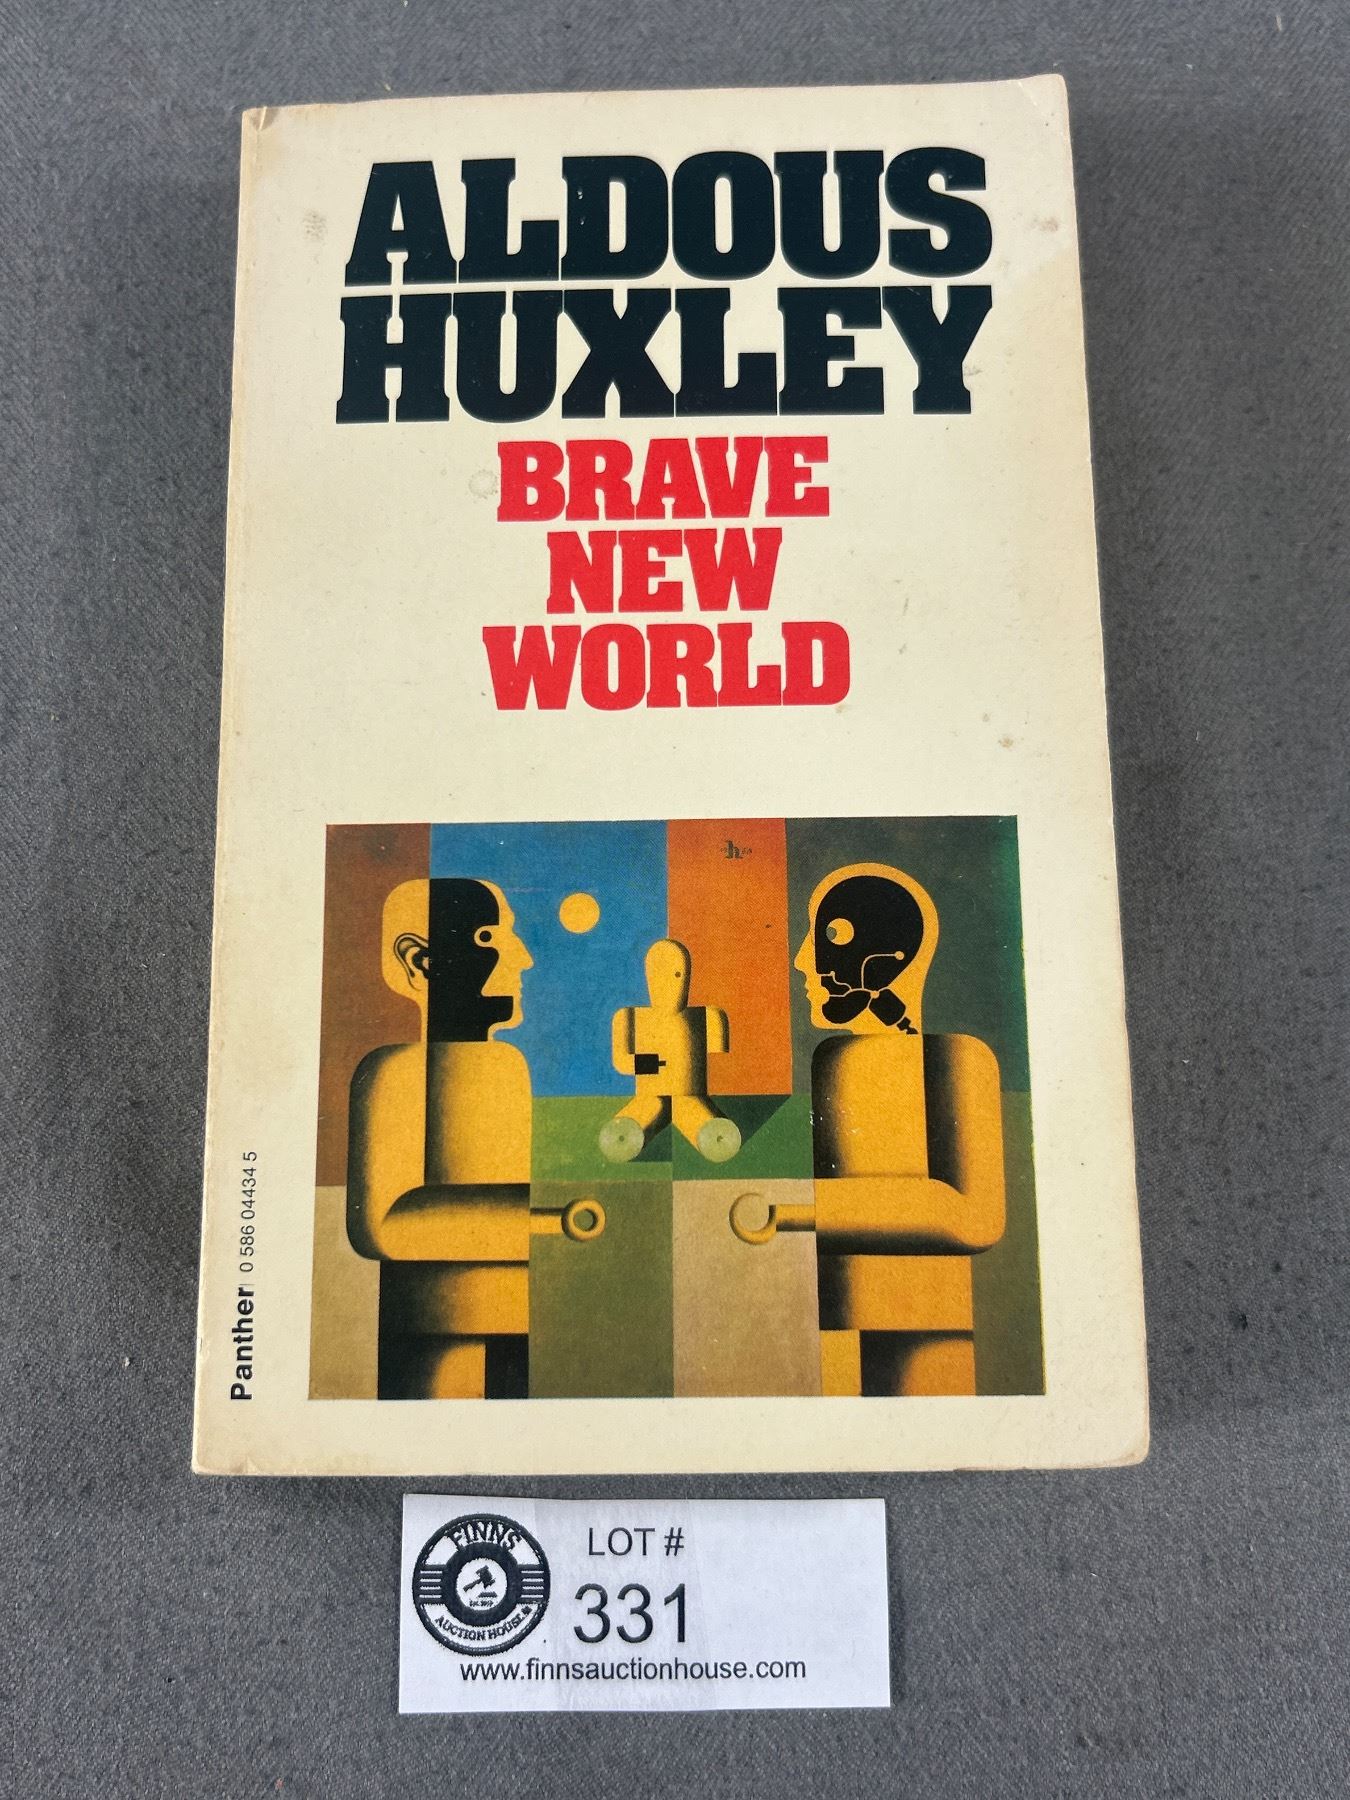 ALDOUS
HUXLEY
BRAVE
NEW
WORLD
h
Panther 0 586 04434 5
FINNS
AUCTION HOUSE
LOT #
331
www.finnsauctionhouse.com